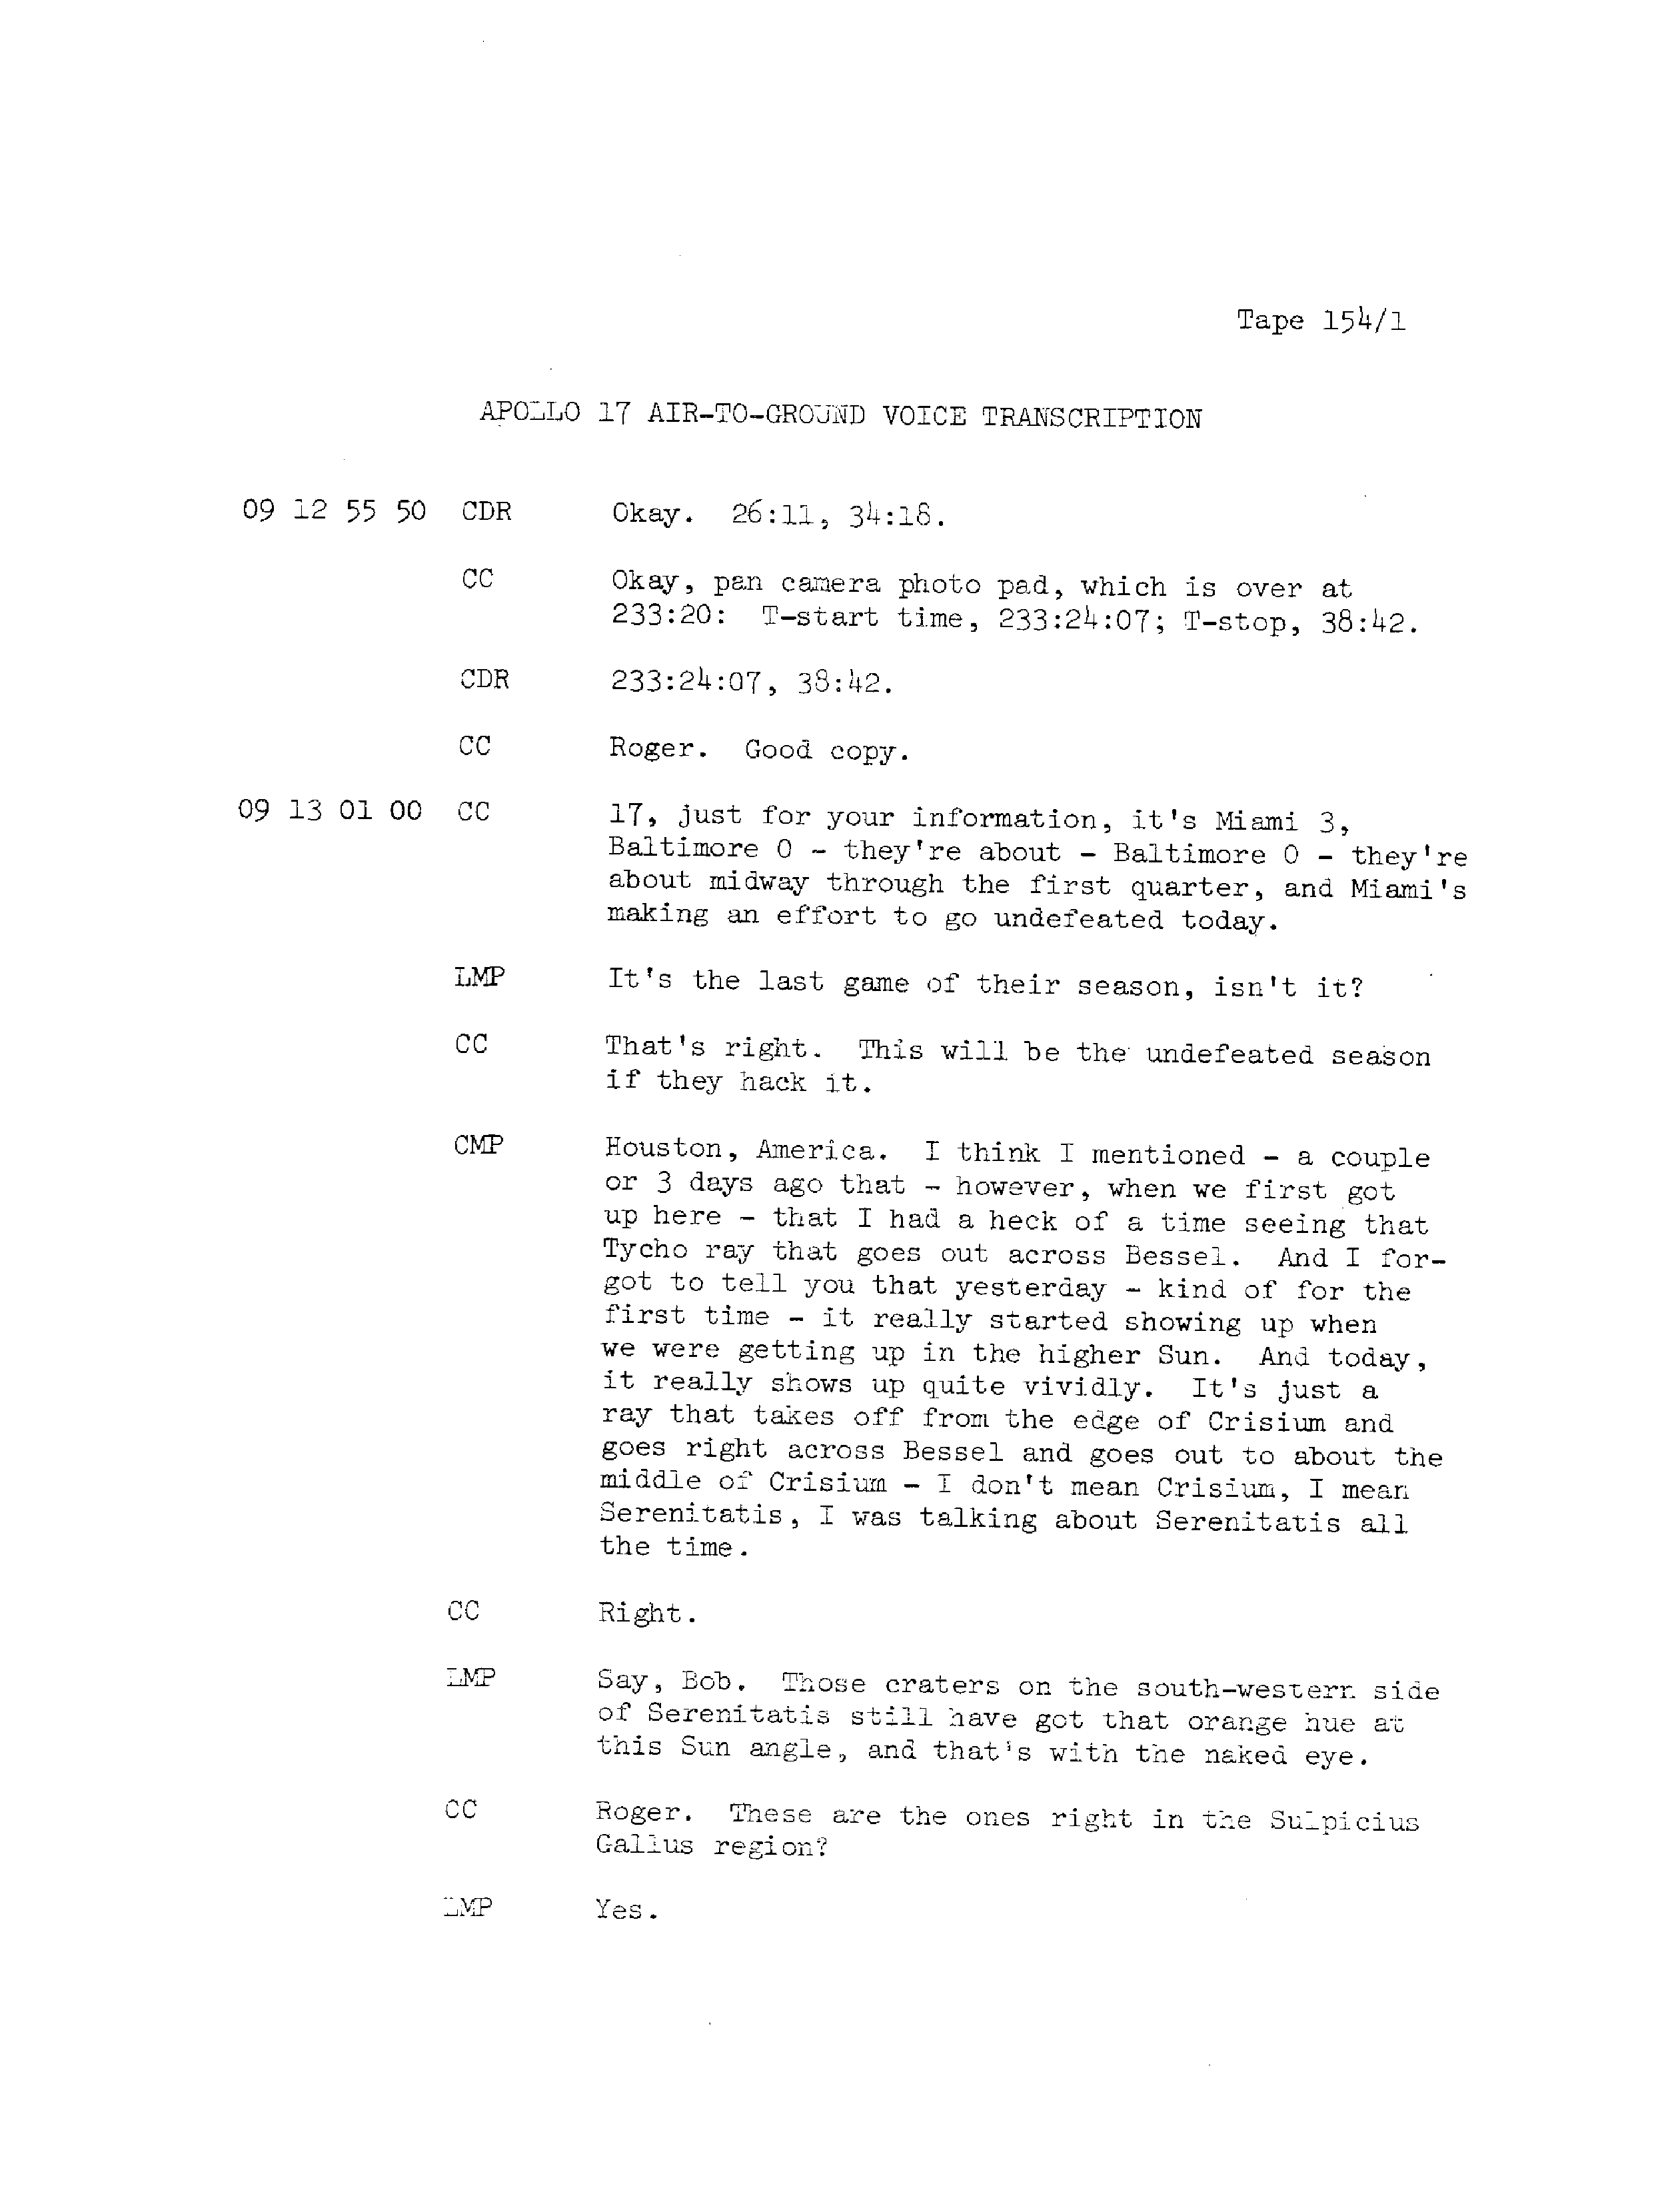 Tape 154/1
APOLLO 17 AIR-TO-GROUND VOICE TRANSCRIPTION
09 12 55 50 CDR Okay. 26:11, 34:18.
CC Okay, pan camera photo pad, which is over at
233:20: T-start time, 233:24:07; T-stop, 38:42.
CDR 233:24:07, 38:42.
CC Roger. Good copy.
09 13 01 00 CC 17, just for your information, it's Miami 3,
Baltimore 0 - they're about - Baltimore 0 - they're
about midway through the first quarter, and Miami's
making an effort to go undefeated today.
LMP It's the last game of their season, isn't it?
CC That's right. This will be the undefeated season
if they hack it.
CMP Houston, America. I think I mentioned - a couple
or 3 days ago that - however, when we first got
up here - that I had a heck of a time seeing that
Tycho ray that goes out across Bessel. And I for-
got to tell you that yesterday - kind of for the
first time - it really started showing up when
we were getting up in the higher Sun. And today,
it really shows up quite vividly. It's just a
ray that takes off from the edge of Crisium and
goes right across Bessel and goes out to about the
middle of Crisium - I don't mean Crisium, I mean
Serenitatis, I was talking about Serenitatis all
the time.
CC Right.
LMP Say, Bob. Those craters on the south-western side
of Serenitatis still have got that orange hue at
this Sun angle, and that's with the naked eye.
CC Roger. These are the ones right in the Sulpicius
Gallus region?
LMP Yes.